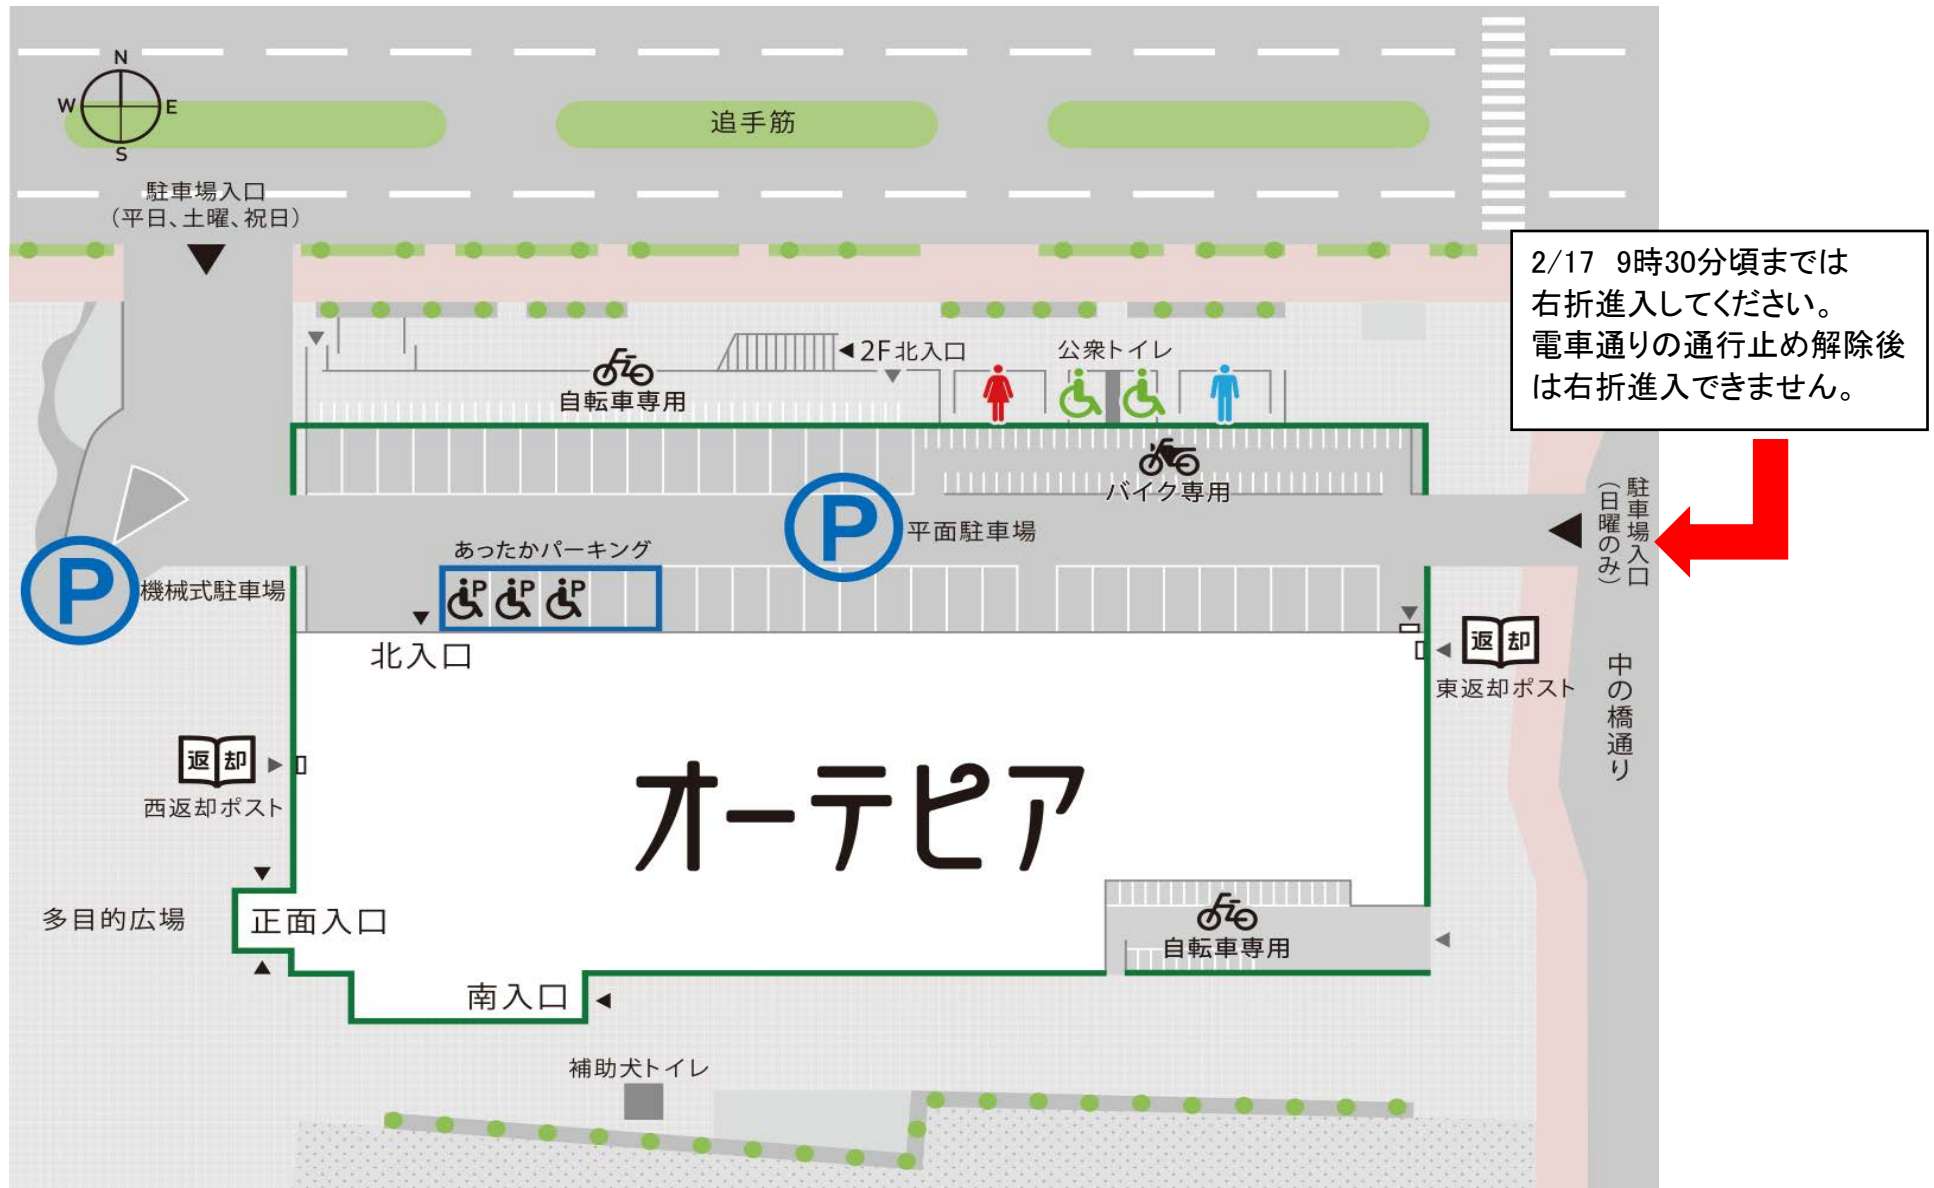 N
W
E
S
追手筋
駐車場入口
(平日、土曜、祝日)
2/17 9時30分頃までは
右折進入してください。
電車通りの通行止め解除後
は右折進入できません。
2F北入口
公衆トイレ
自転車専用
バイク専用
P
平面駐車場
駐車場入口
(日曜のみ)
あったかパーキング
P
機械式駐車場
P
P
P
北入口
返却
東返却ポスト
中の橋通り
返却
西返却ポスト
オーテピア
多目的広場
正面入口
自転車専用
南入口
補助犬トイレ